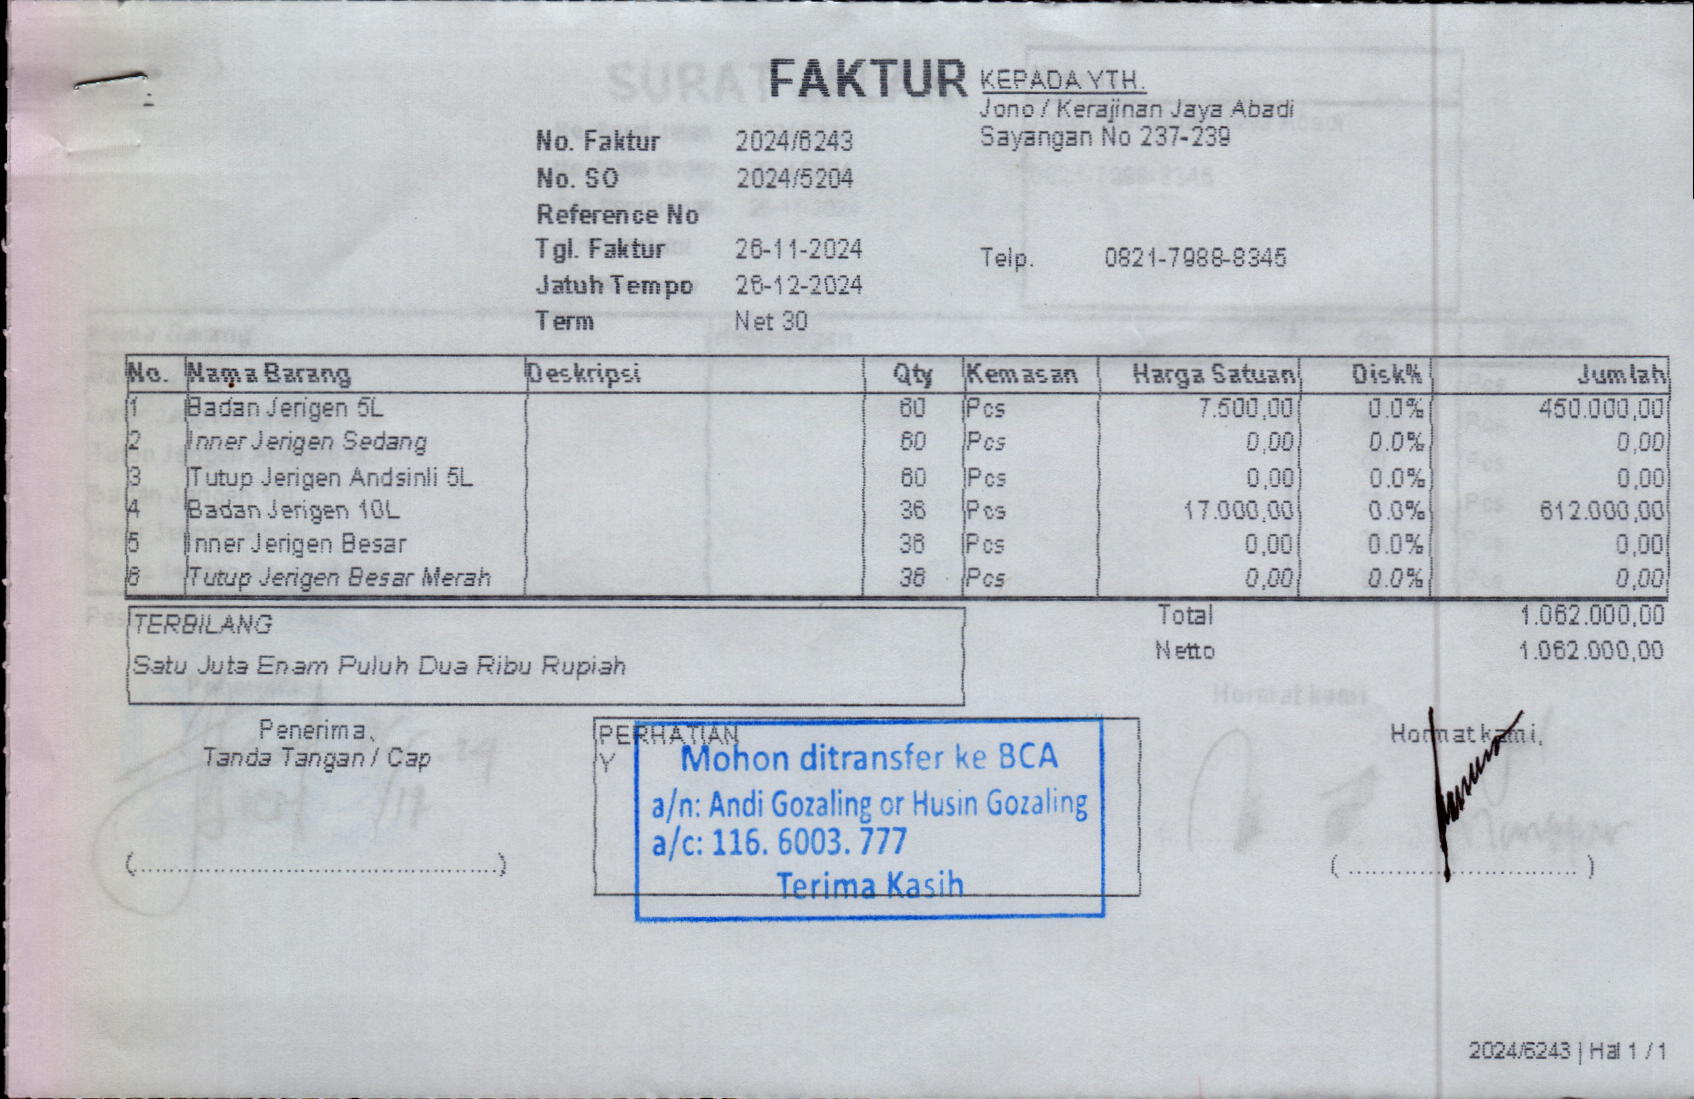 FAKTUR
KEPADA YTH.
Jono / Kerajinan Jaya Abadi
Sayangan No 237-239
No. Faktur 2024/6243
No. SO 2024/5204
Reference No
Tgl. Faktur 26-11-2024
Telp. 0821-7988-8345
Jatuh Tempo 26-12-2024
Term Net 30
No. Nama Barang Deskripsi Qty Kemasan Harga Satuan Disk% Jumlah
1 Badan Jerigen 5L 60 Pcs 7.500,00 0.0% 450.000,00
2 Inner Jerigen Sedang 60 Pcs 0,00 0.0% 0,00
3 Tutup Jerigen Andsinli 5L 60 Pcs 0,00 0.0% 0,00
4 Badan Jerigen 10L 36 Pcs 17.000,00 0.0% 612.000,00
5 Inner Jerigen Besar 36 Pcs 0,00 0.0% 0,00
6 Tutup Jerigen Besar Merah 36 Pcs 0,00 0.0% 0,00
Total 1.062.000,00
TERBILANG
Netto 1.062.000,00
Satu Juta Enam Puluh Dua Ribu Rupiah
Penerima,
Tanda Tangan / Cap
PERHATIAN
Y
Mohon ditransfer ke BCA
a/n: Andi Gozaling or Husin Gozaling
a/c: 116. 6003. 777
Terima Kasih
Hormat kami,
(..............................................)
( ............................. )
2024/6243 | Hal 1 / 1